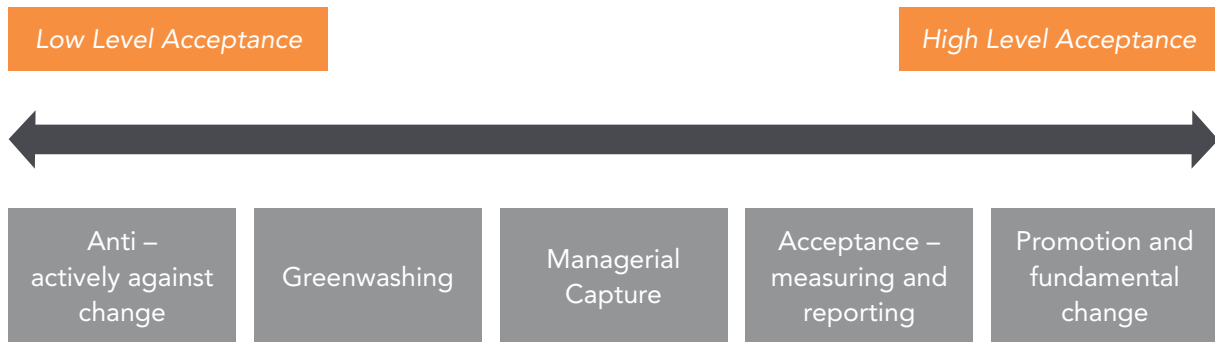 Low Level Acceptance
High Level Acceptance
Anti –
actively against
change
Greenwashing
Managerial
Capture
Acceptance –
measuring and
reporting
Promotion and
fundamental
change